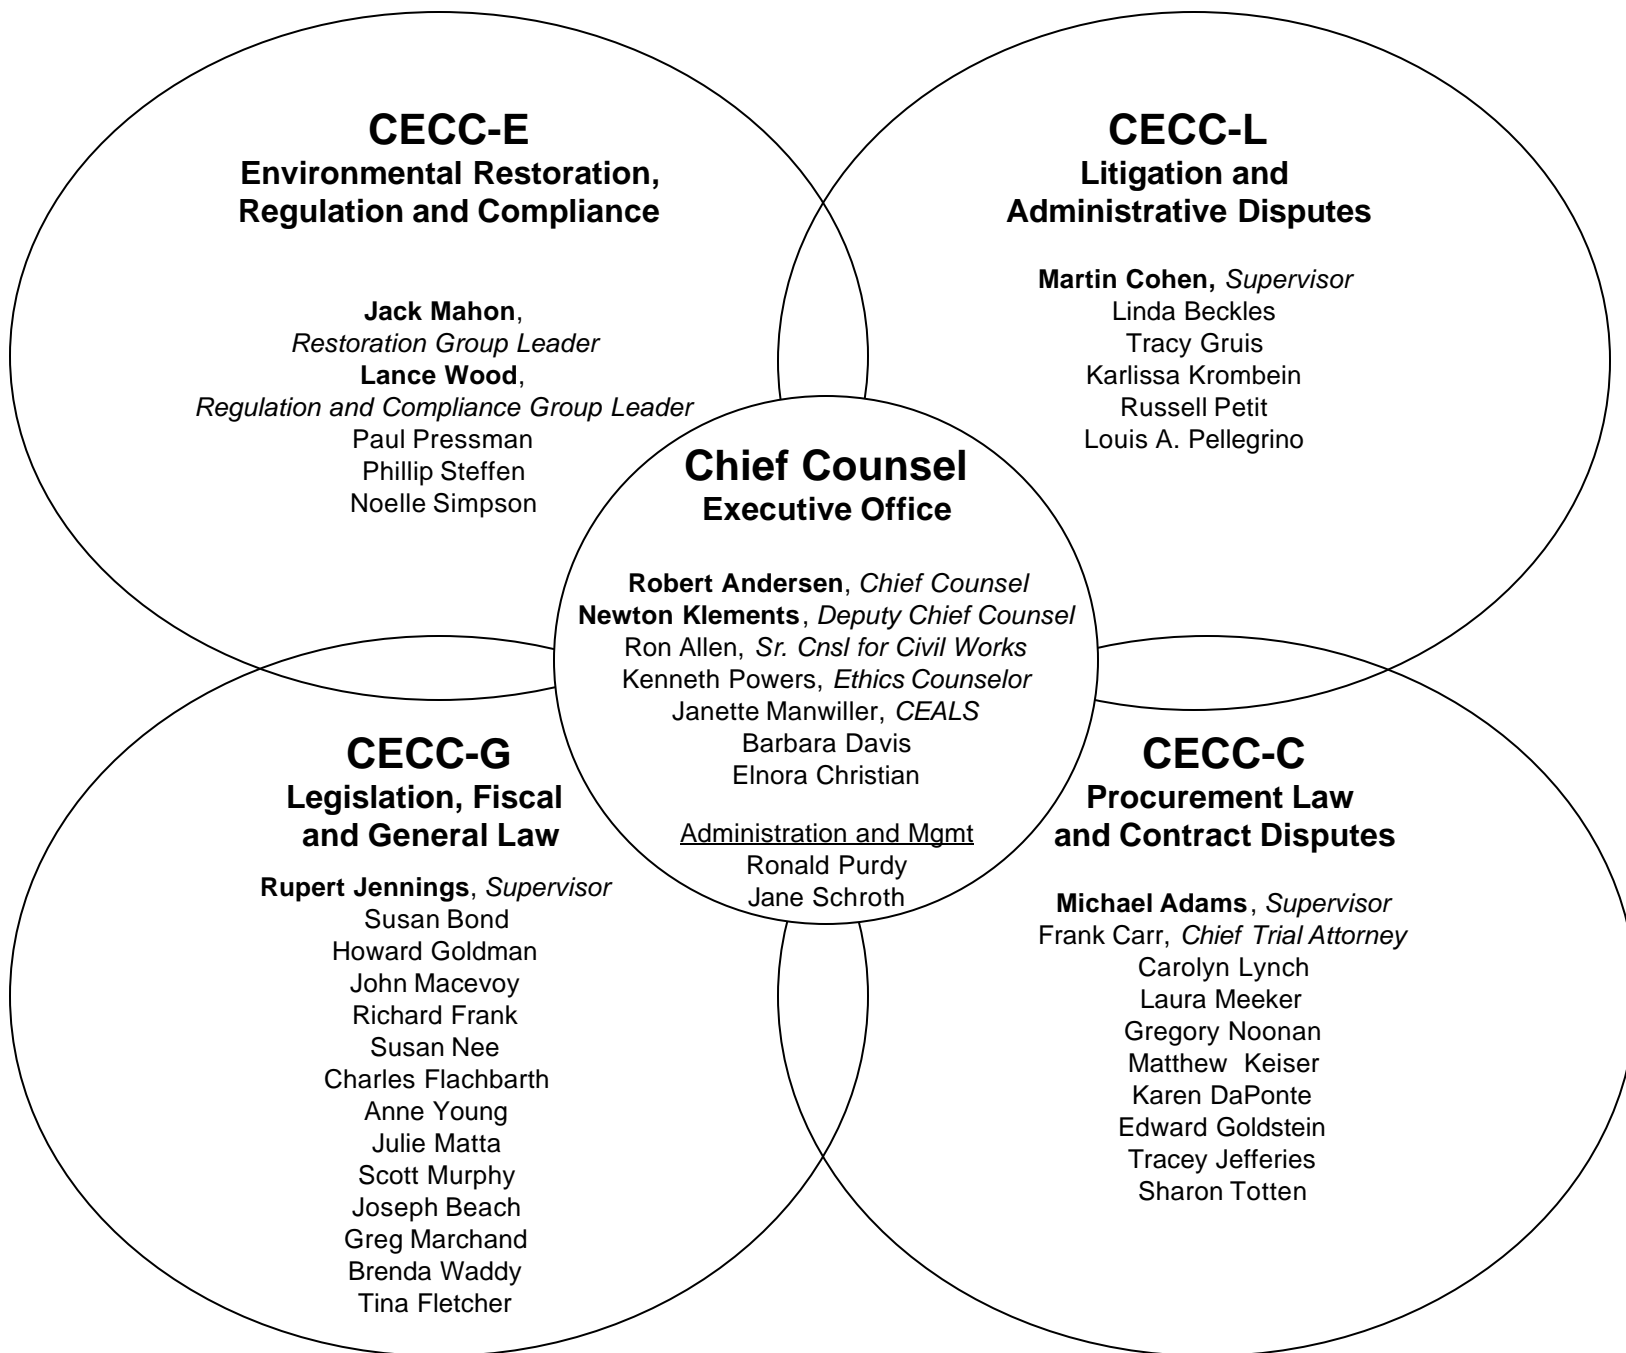 CECC-E
Environmental Restoration,
Regulation and Compliance
Jack Mahon,
Restoration Group Leader
Lance Wood,
Regulation and Compliance Group Leader
Paul Pressman
Phillip Steffen
Noelle Simpson
CECC-L
Litigation and
Administrative Disputes
Martin Cohen, Supervisor
Linda Beckles
Tracy Gruis
Karlissa Krombein
Russell Petit
Louis A. Pellegrino
Chief Counsel
Executive Office
Robert Andersen, Chief Counsel
Newton Klements, Deputy Chief Counsel
Ron Allen, Sr. Cnsl for Civil Works
Kenneth Powers, Ethics Counselor
Janette Manwiller, CEALS
Barbara Davis
Elnora Christian
Administration and Mgmt
Ronald Purdy
Jane Schroth
CECC-G
Legislation, Fiscal
and General Law
Rupert Jennings, Supervisor
Susan Bond
Howard Goldman
John Macevoy
Richard Frank
Susan Nee
Charles Flachbarth
Anne Young
Julie Matta
Scott Murphy
Joseph Beach
Greg Marchand
Brenda Waddy
Tina Fletcher
CECC-C
Procurement Law
and Contract Disputes
Michael Adams, Supervisor
Frank Carr, Chief Trial Attorney
Carolyn Lynch
Laura Meeker
Gregory Noonan
Matthew  Keiser
Karen DaPonte
Edward Goldstein
Tracey Jefferies
Sharon Totten